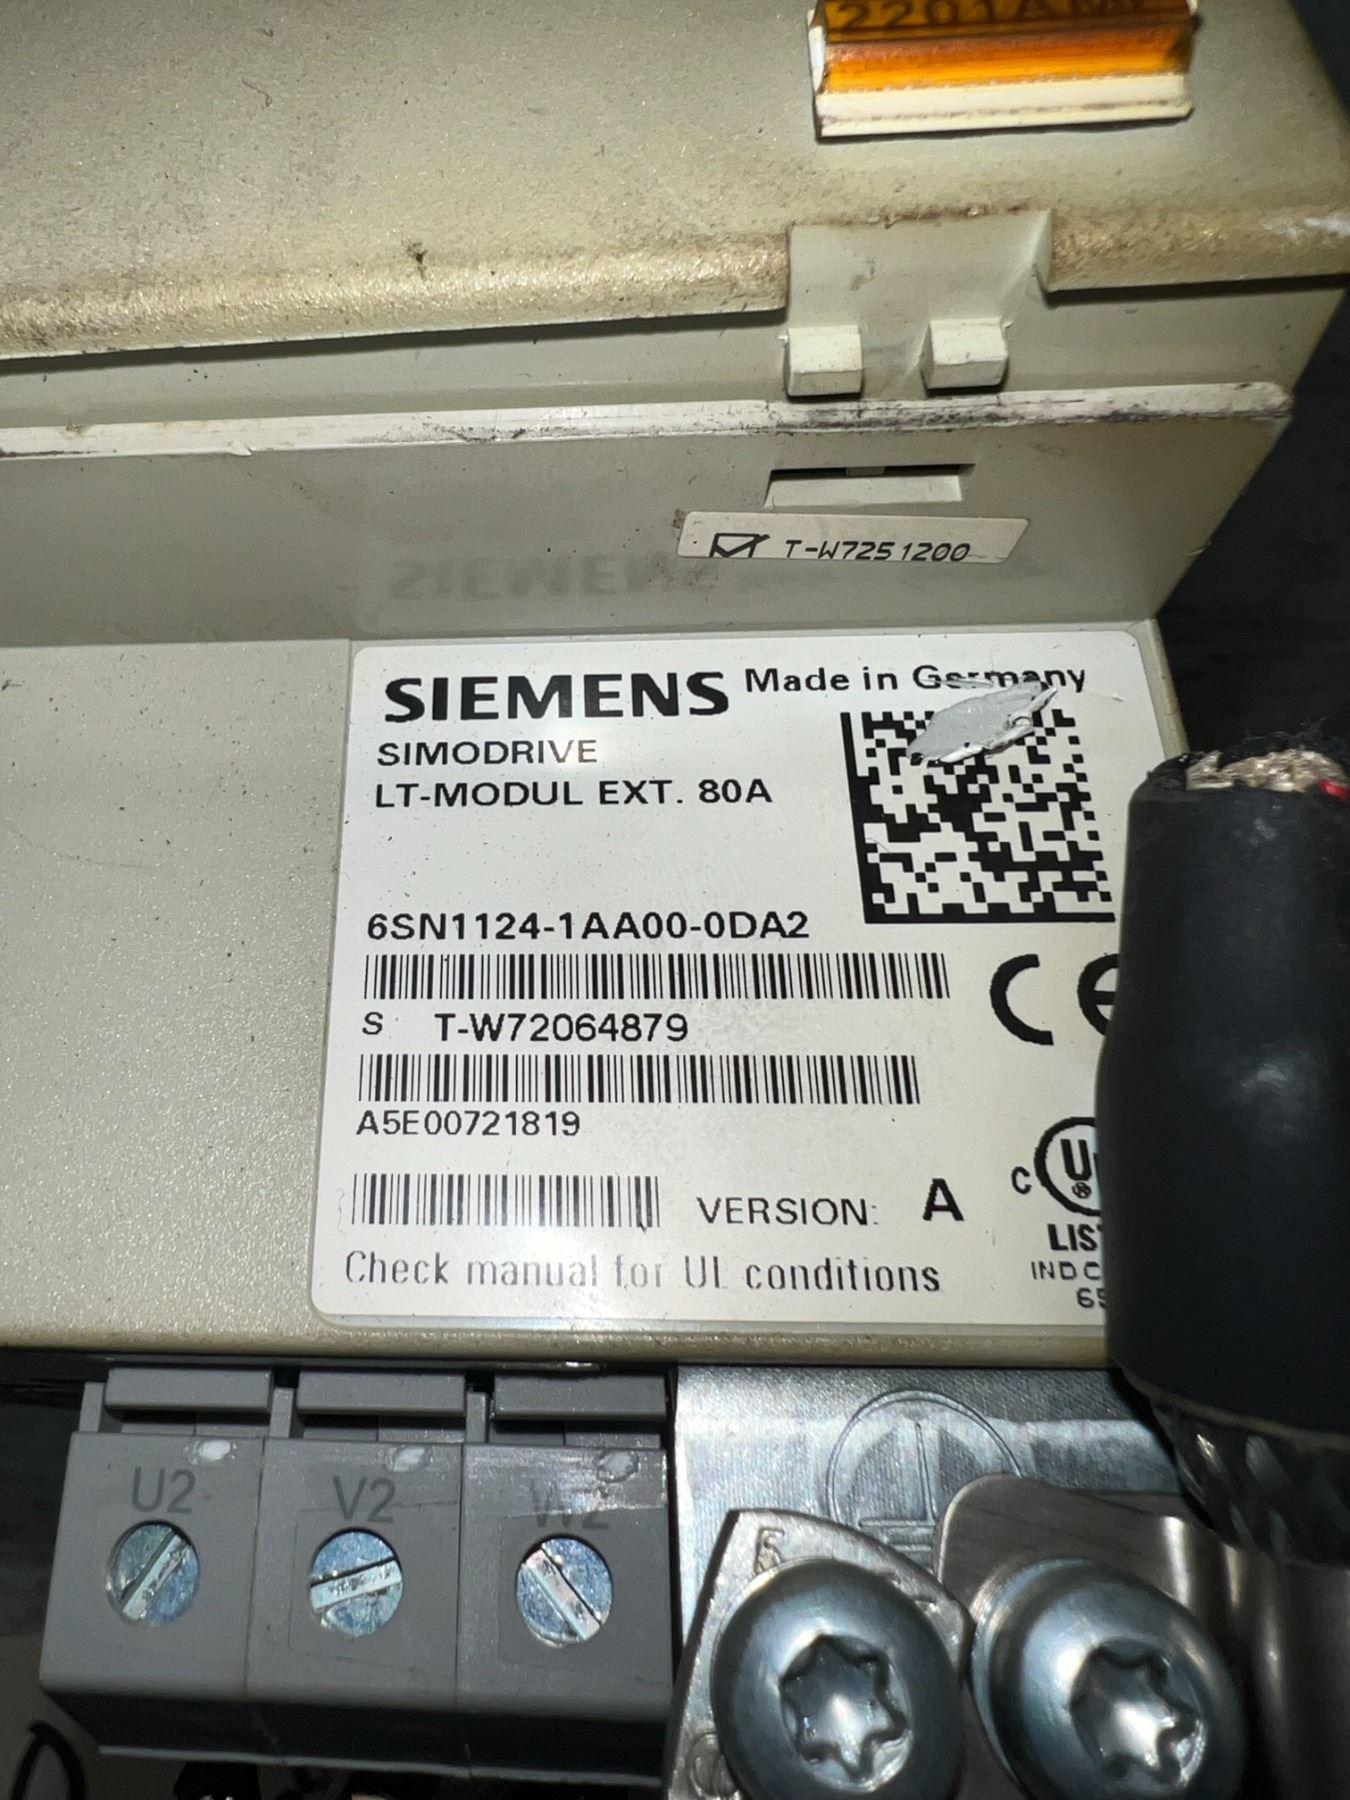 T-W7251200
SIEMENS Made in Germany
SIMODRIVE
LT-MODUL EXT. 80A
6SN1124-1AA00-0DA2
S T-W72064879
A5E00721819
VERSION: A
Check manual for UL conditions
C
U2 V2 W2